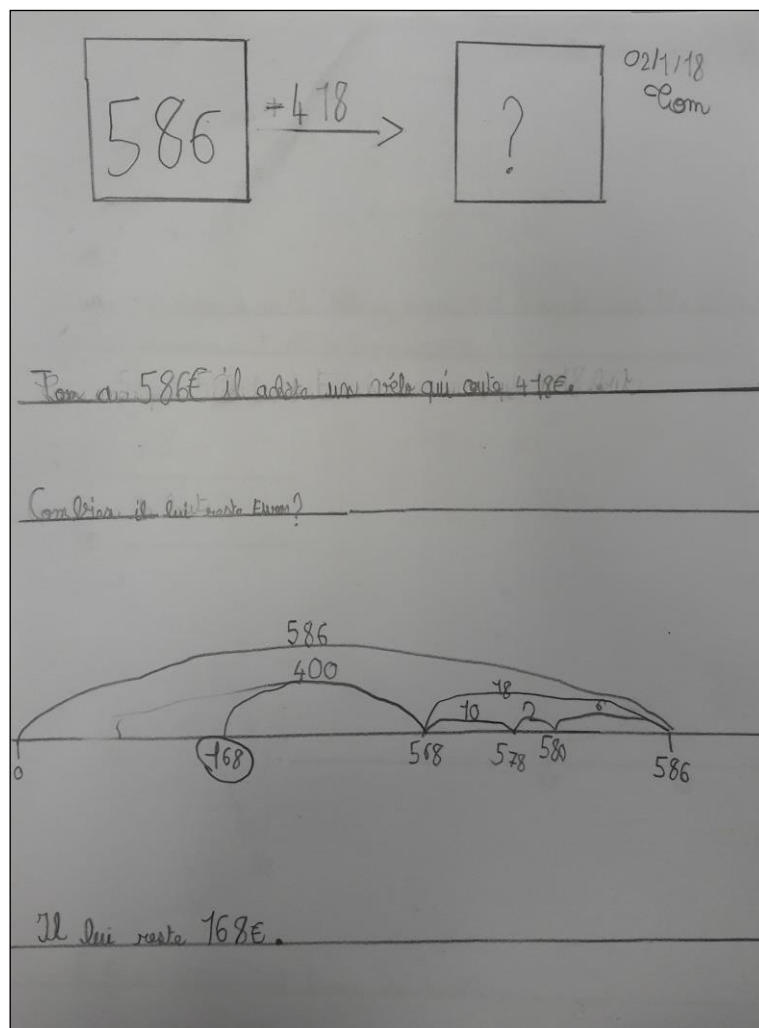 586
+418
?
02/1/18
Tom
Tom a 586€ il achète un vélo qui coute 418€.
Combien il lui reste Euros?
586
400
18
10 2 6
0 168 568 578 580 586
Il lui reste 168€.